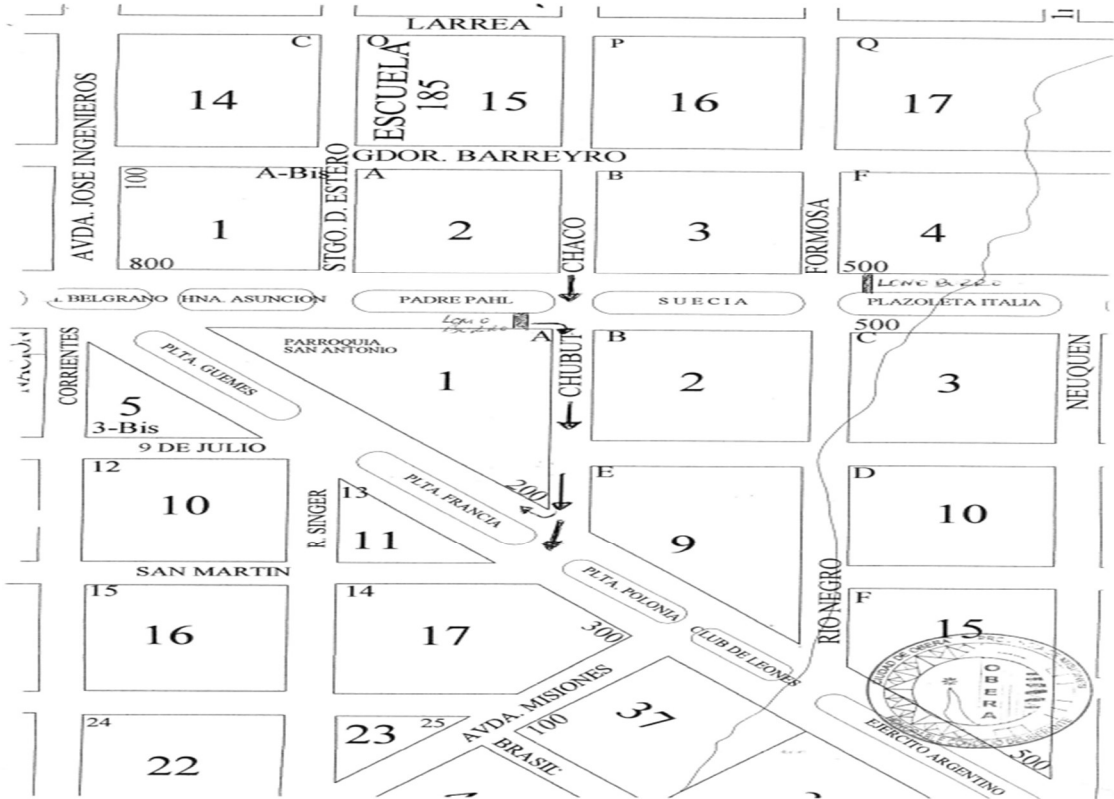 LARREA
C
14
O
ESCUELA
185
15
P
16
Q
17
AVDA. JOSE INGENIEROS
GDOR. BARREYRO
100
A-Bis
1
800
STGO. D. ESTERO
A
2
CHACO
B
3
FORMOSA
F
4
500
BELGRANO
HNA. ASUNCION
PADRE PAHL
SUECIA
PLAZOLETA ITALIA
LOMO
A
500
CORRIENTES
PLTA. GUEMES
PARROQUIA
SAN ANTONIO
1
CHUBUT
B
2
C
3
NEUQUEN
5
3-Bis
9 DE JULIO
12
10
R. SINGER
13
11
PLTA. FRANCIA
200
E
9
D
10
SAN MARTIN
15
16
14
17
300
PLTA. POLONIA
CLUB DE LEONES
RIO NEGRO
F
15
CIUDAD DE OBERA
OBERA
24
22
23
25
AVDA. MISIONES
100
BRASIL
37
EJERCITO ARGENTINO
500